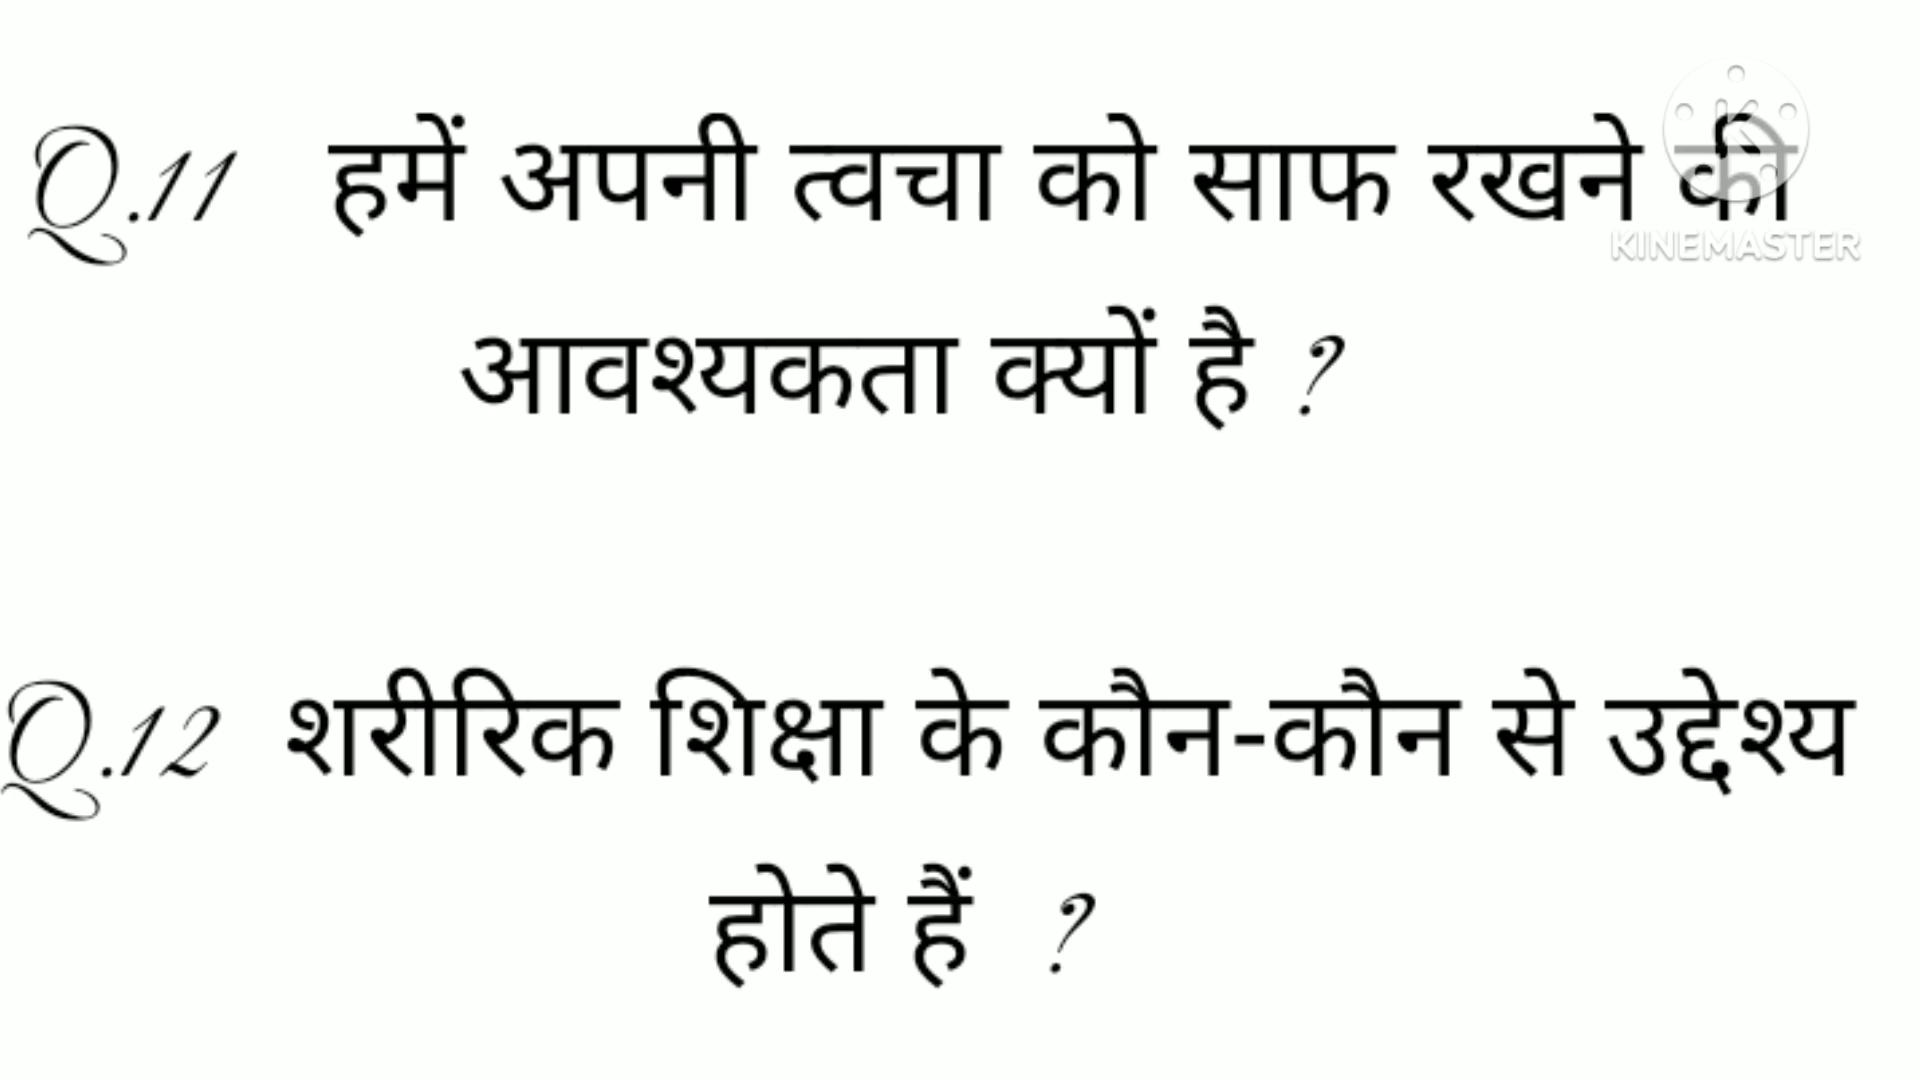 Q.11 हमें अपनी त्वचा को साफ रखने की
KINEMASTER
आवश्यकता क्यों है ?
Q.12 शरीरिक शिक्षा के कौन-कौन से उद्देश्य
होते हैं ?